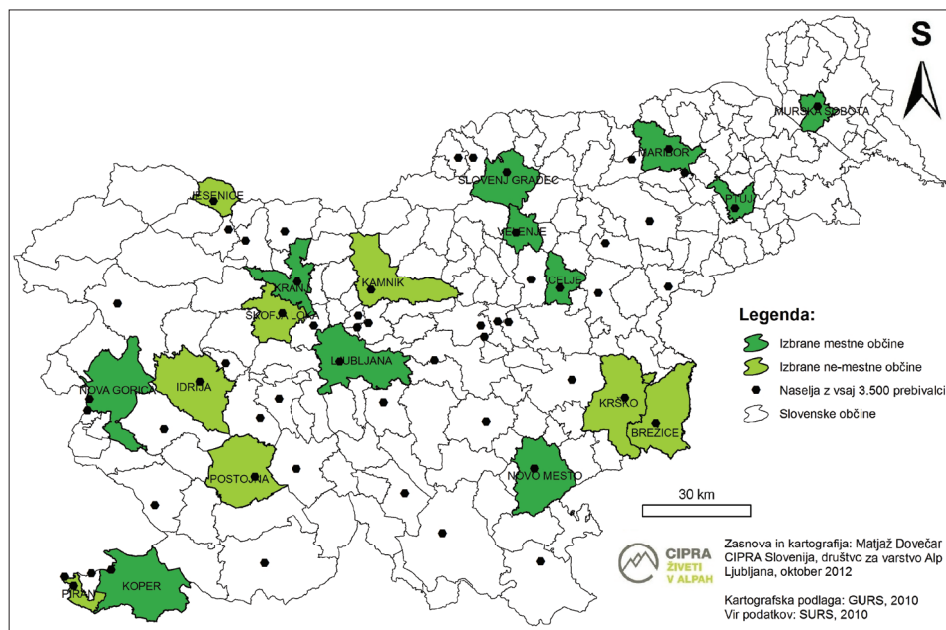 S
MURSKA SOBOTA
MARIBOR
SLOVENJ GRADEC
PTUJ
JESENICE
VELENJE
KAMNIK
CELJE
KRANJ
ŠKOFJA LOKA
Legenda:
Izbrane mestne občine
Izbrane ne-mestne občine
Naselja z vsaj 3.500 prebivalci
Slovenske občine
LJUBLJANA
NOVA GORICA
IDRIJA
KRŠKO
BREŽICE
POSTOJNA
NOVO MESTO
30 km
KOPER
PIRAN
CIPRA
ŽIVETI
V ALPAH
Zasnova in kartografija: Matjaž Dovečar
CIPRA Slovenija, društvc za varstvo Alp
Ljubljana, oktober 2012
Kartografska podlaga: GURS, 2010
Vir podatkov: SURS, 2010